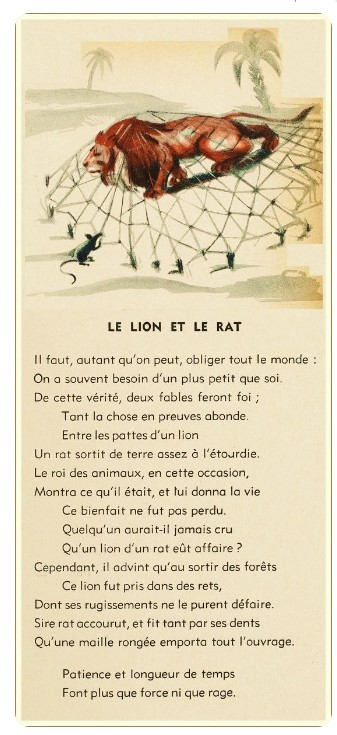 LE LION ET LE RAT
Il faut, autant qu'on peut, obliger tout le monde :
On a souvent besoin d'un plus petit que soi.
De cette vérité, deux fables feront foi ;
Tant la chose en preuves abonde.
Entre les pattes d'un lion
Un rat sortit de terre assez à l'étourdie.
Le roi des animaux, en cette occasion,
Montra ce qu'il était, et lui donna la vie
Ce bienfait ne fut pas perdu.
Quelqu'un aurait-il jamais cru
Qu'un lion d'un rat eût affaire ?
Cependant, il advint qu'au sortir des forêts
Ce lion fut pris dans des rets,
Dont ses rugissements ne le purent défaire.
Sire rat accourut, et fit tant par ses dents
Qu'une maille rongée emporta tout l'ouvrage.
Patience et longueur de temps
Font plus que force ni que rage.